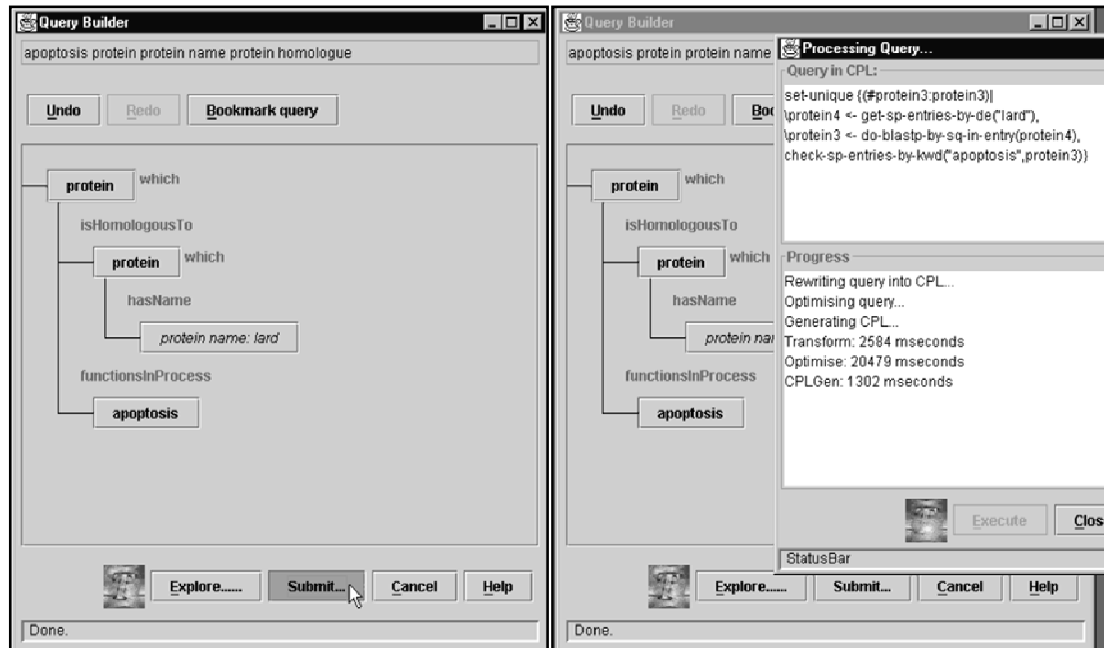 Query Builder
apoptosis protein protein name protein homologue
Undo Redo Bookmark query
protein which
isHomologousTo
protein which
hasName
protein name: lard
functionsInProcess
apoptosis
Explore...... Submit... Cancel Help
Done.
Query Builder
apoptosis protein protein name
Undo Redo
protein which
isHomologousTo
protein which
hasName
protein
functionsInProcess
apoptosis
Explore...... Submit... Cancel Help
Done.
Processing Query...
Query in CPL:
set-unique {(#protein3:protein3)|
\protein4 <- get-sp-entries-by-de("lard"),
\protein3 <- do-blastp-by-sq-in-entry(protein4),
check-sp-entries-by-kwd("apoptosis",protein3)}
Progress
Rewriting query into CPL...
Optimising query...
Generating CPL...
Transform: 2584 mseconds
Optimise: 20479 mseconds
CPLGen: 1302 mseconds
Execute Clos
StatusBar